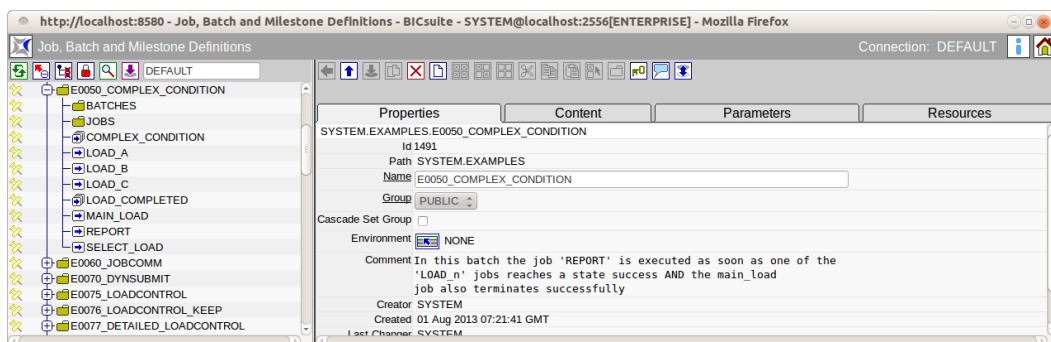 http://localhost:8580 - Job, Batch and Milestone Definitions - BICsuite - SYSTEM@localhost:2556[ENTERPRISE] - Mozilla Firefox
Job, Batch and Milestone Definitions
Connection: DEFAULT
DEFAULT
E0050_COMPLEX_CONDITION
BATCHES
JOBS
COMPLEX_CONDITION
LOAD_A
LOAD_B
LOAD_C
LOAD_COMPLETED
MAIN_LOAD
REPORT
SELECT_LOAD
E0060_JOBCOMM
E0070_DYNSUBMIT
E0075_LOADCONTROL
E0076_LOADCONTROL_KEEP
E0077_DETAILED_LOADCONTROL
Properties Content Parameters Resources
SYSTEM.EXAMPLES.E0050_COMPLEX_CONDITION
Id 1491
Path SYSTEM.EXAMPLES
Name E0050_COMPLEX_CONDITION
Group PUBLIC
Cascade Set Group
Environment NONE
Comment In this batch the job 'REPORT' is executed as soon as one of the
'LOAD_n' jobs reaches a state success AND the main_load
job also terminates successfully
Creator SYSTEM
Created 01 Aug 2013 07:21:41 GMT
Last Changer SYSTEM